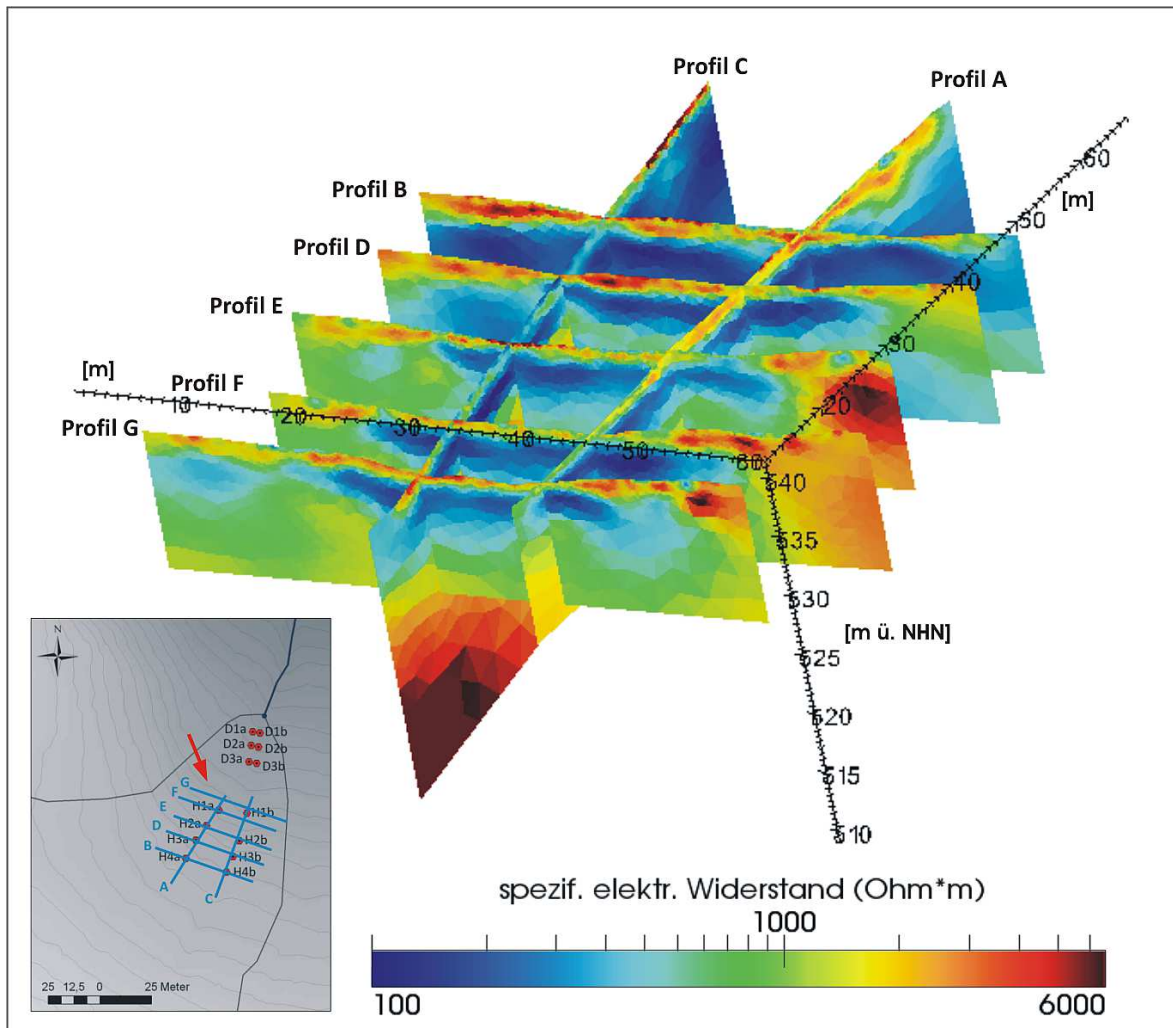 Profil C
Profil A
Profil B
[m]
Profil D
Profil E
[m]
Profil F
Profil G
60
50
40
30
20
10
20
30
40
50
60
540
535
530
[m ü. NHN]
525
520
515
510
N
D1a
D1b
D2a
D2b
D3a
D3b
G
F
H1a
H1b
E
H2a
D
H2b
H3a
B
H3b
H4a
H4b
A
C
25 12,5 0 25 Meter
spezif. elektr. Widerstand (Ohm*m)
1000
100
6000